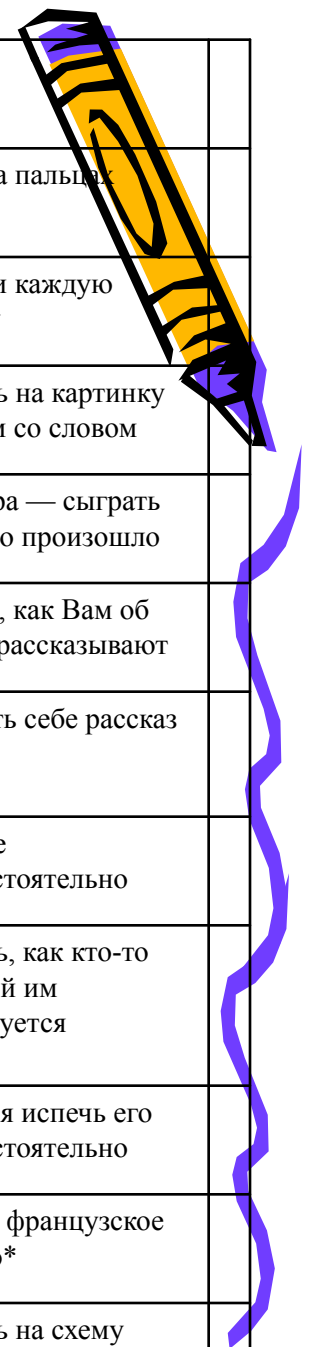 а пальцах
и каждую
ь на картинку
и со словом
ра — сыграть
о произошло
, как Вам об
рассказывают
ть себе рассказ
е
стоятельно
ь, как кто-то
й им
уется
я испечь его
стоятельно
французское
о*
ь на схему